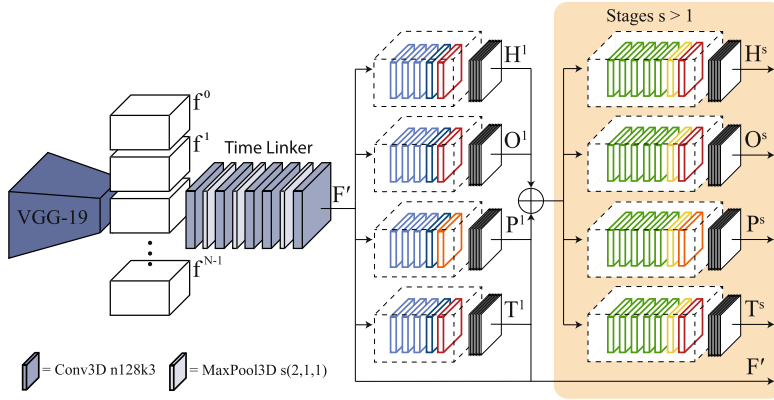 Stages s > 1
H¹
Hˢ
f⁰
f¹
Time Linker
O¹
Oˢ
VGG-19
F′
P¹
Pˢ
f ᴺ⁻¹
T¹
Tˢ
F′
= Conv3D n128k3
= MaxPool3D s(2,1,1)